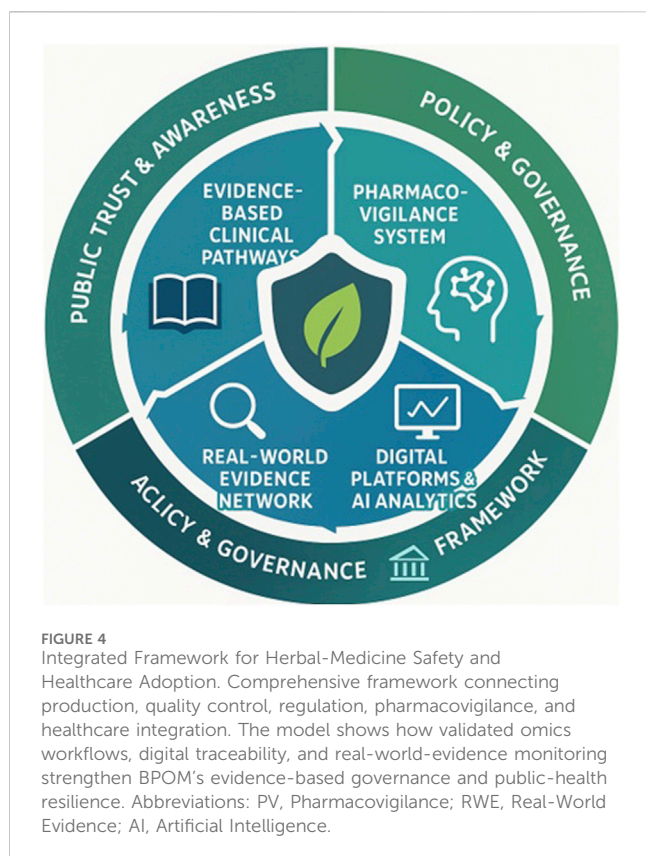 PUBLIC TRUST & AWARENESS
POLICY & GOVERNANCE
EVIDENCE-
BASED
CLINICAL
PATHWAYS
PHARMACO-
VIGILANCE
SYSTEM
REAL-WORLD
EVIDENCE
NETWORK
DIGITAL
PLATFORMS &
AI ANALYTICS
ACLICY & GOVERNANCE
FRAMEWORK
FIGURE 4
Integrated Framework for Herbal-Medicine Safety and
Healthcare Adoption. Comprehensive framework connecting
production, quality control, regulation, pharmacovigilance, and
healthcare integration. The model shows how validated omics
workflows, digital traceability, and real-world-evidence monitoring
strengthen BPOM’s evidence-based governance and public-health
resilience. Abbreviations: PV, Pharmacovigilance; RWE, Real-World
Evidence; AI, Artificial Intelligence.